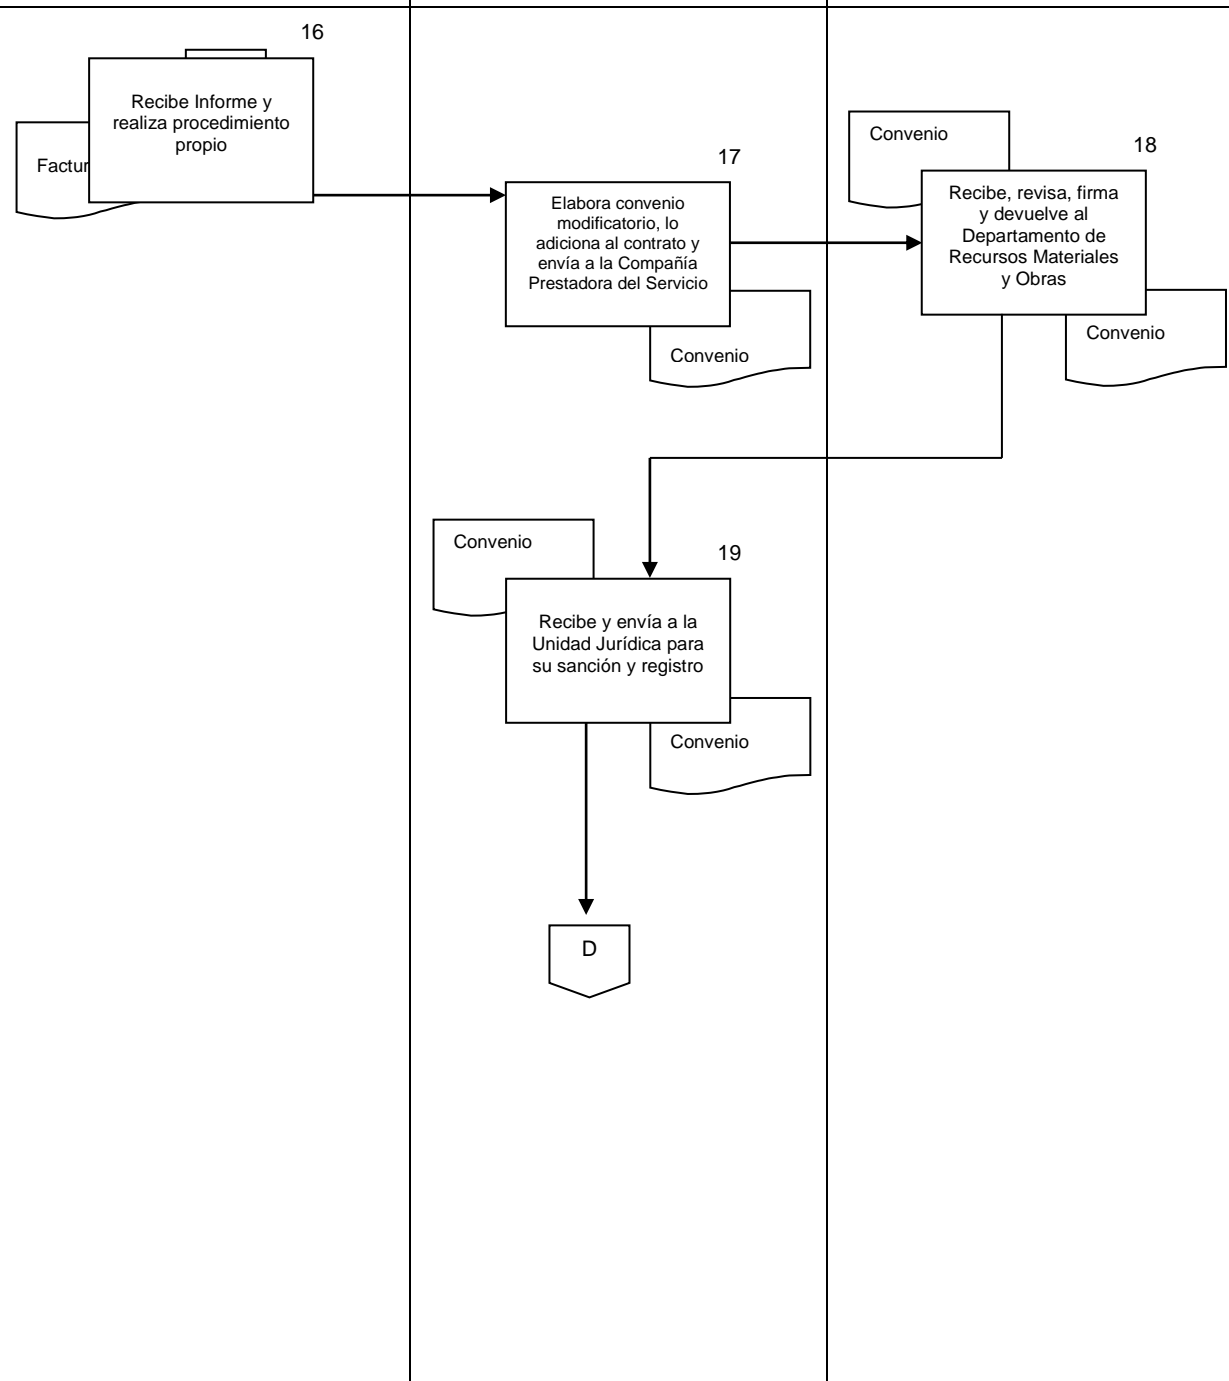 16
Recibe Informe y
realiza procedimiento
propio
Factur
17
Elabora convenio
modificatorio, lo
adiciona al contrato y
envía a la Compañía
Prestadora del Servicio
Convenio
Convenio
18
Recibe, revisa, firma
y devuelve al
Departamento de
Recursos Materiales
y Obras
Convenio
Convenio
19
Recibe y envía a la
Unidad Jurídica para
su sanción y registro
Convenio
D